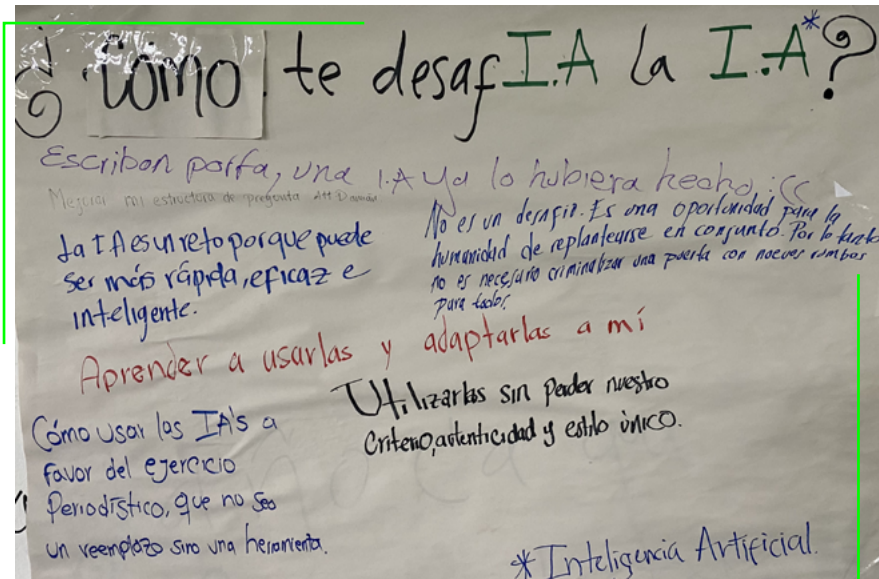 ¿Cómo te desafI.A la I.A*?
Escriban porfa, una I.A ya lo hubiera hecho :((
Mejorar mi estructura de pregunta Att Damián
La IA es un reto porque puede
ser más rápida, eficaz e
inteligente.
No es un desafío. Es una oportunidad para la
humanidad de replantearse en conjunto. Por lo tanto
no es necesario criminalizar una puerta con nuevos rumbos
para todos.
Aprender a usarlas y adaptarlas a mí
Utilizarlas sin perder nuestro
criterio, autenticidad y estilo único.
Cómo usar las IA's a
favor del ejercicio
Periodístico, que no sea
un reemplazo sino una herramienta.
*Inteligencia Artificial.